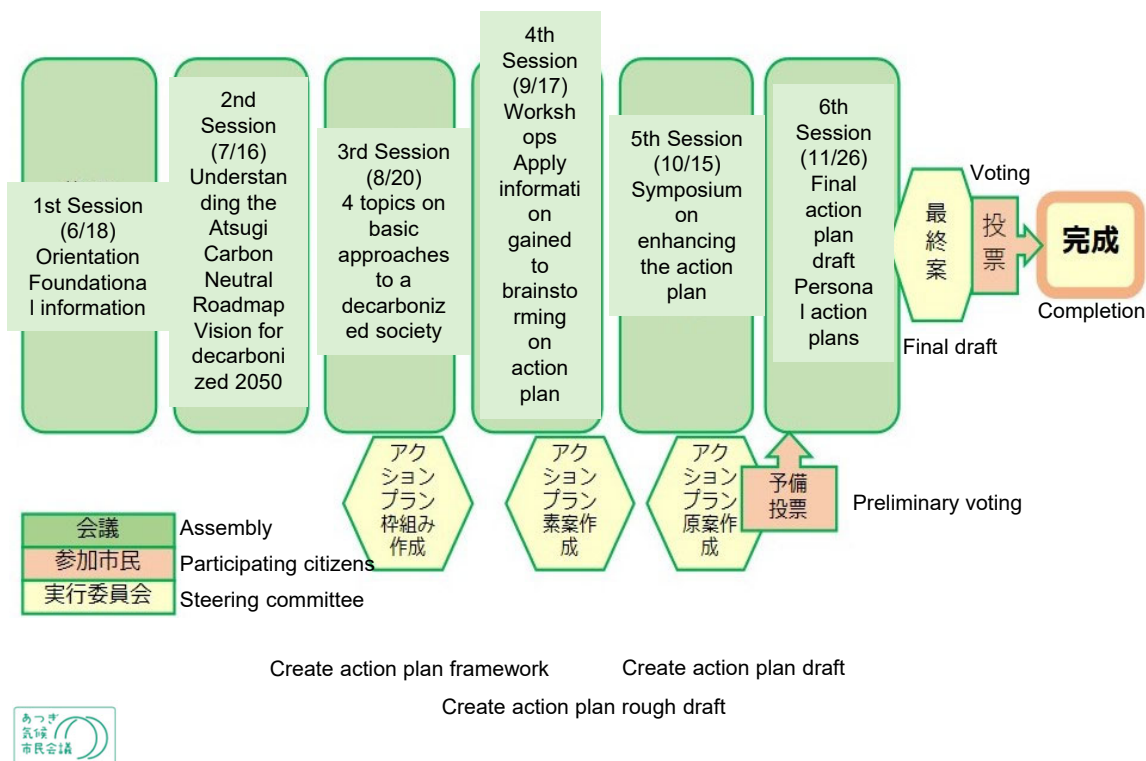 1st Session
(6/18)
Orientation
Foundationa
l information
2nd
Session
(7/16)
Understan
ding the
Atsugi
Carbon
Neutral
Roadmap
Vision for
decarboni
zed 2050
3rd Session
(8/20)
4 topics on
basic
approaches
to a
decarboniz
ed society
4th
Session
(9/17)
Worksh
ops
Apply
informati
on
gained
to
brainsto
rming
on
action
plan
5th Session
(10/15)
Symposium
on
enhancing
the action
plan
6th
Session
(11/26)
Final
action
plan
draft
Persona
l action
plans
最
終
案
Final draft
Voting
投
票
完成
Completion
アク
ション
プラン
枠組み
作成
アク
ション
プラン
素案作
成
アク
ション
プラン
原案作
成
予備
投票
Preliminary voting
会議
Assembly
参加市民
Participating citizens
実行委員会
Steering committee
Create action plan framework
Create action plan draft
Create action plan rough draft
あつぎ
気候
市民会議